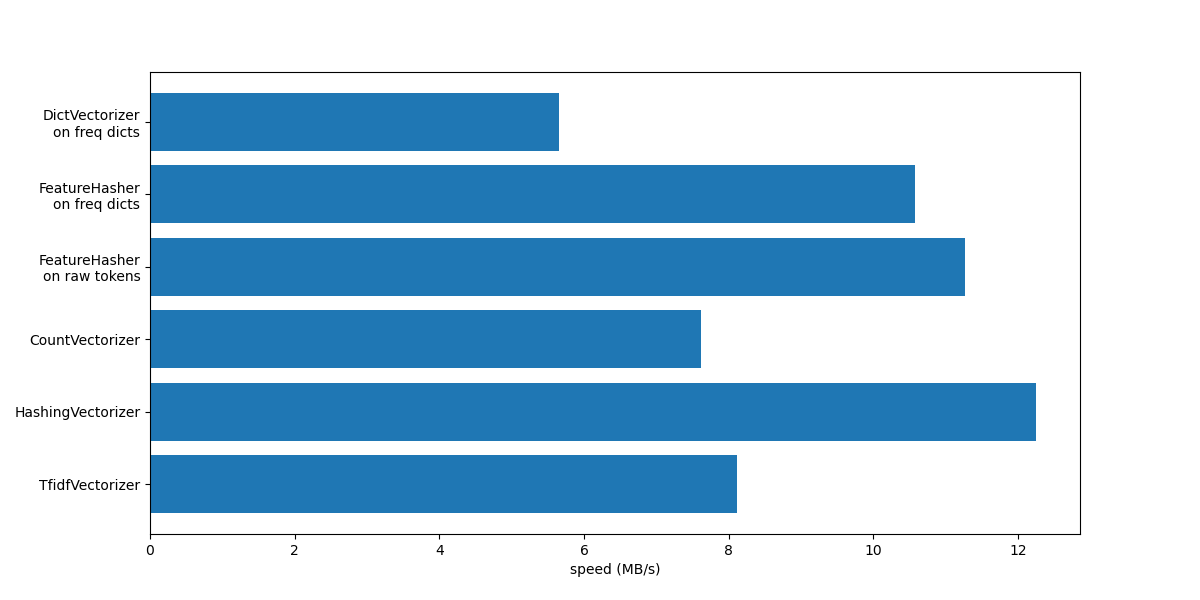 DictVectorizer
on freq dicts
FeatureHasher
on freq dicts
FeatureHasher
on raw tokens
CountVectorizer
HashingVectorizer
TfidfVectorizer
0 2 4 6 8 10 12
speed (MB/s)